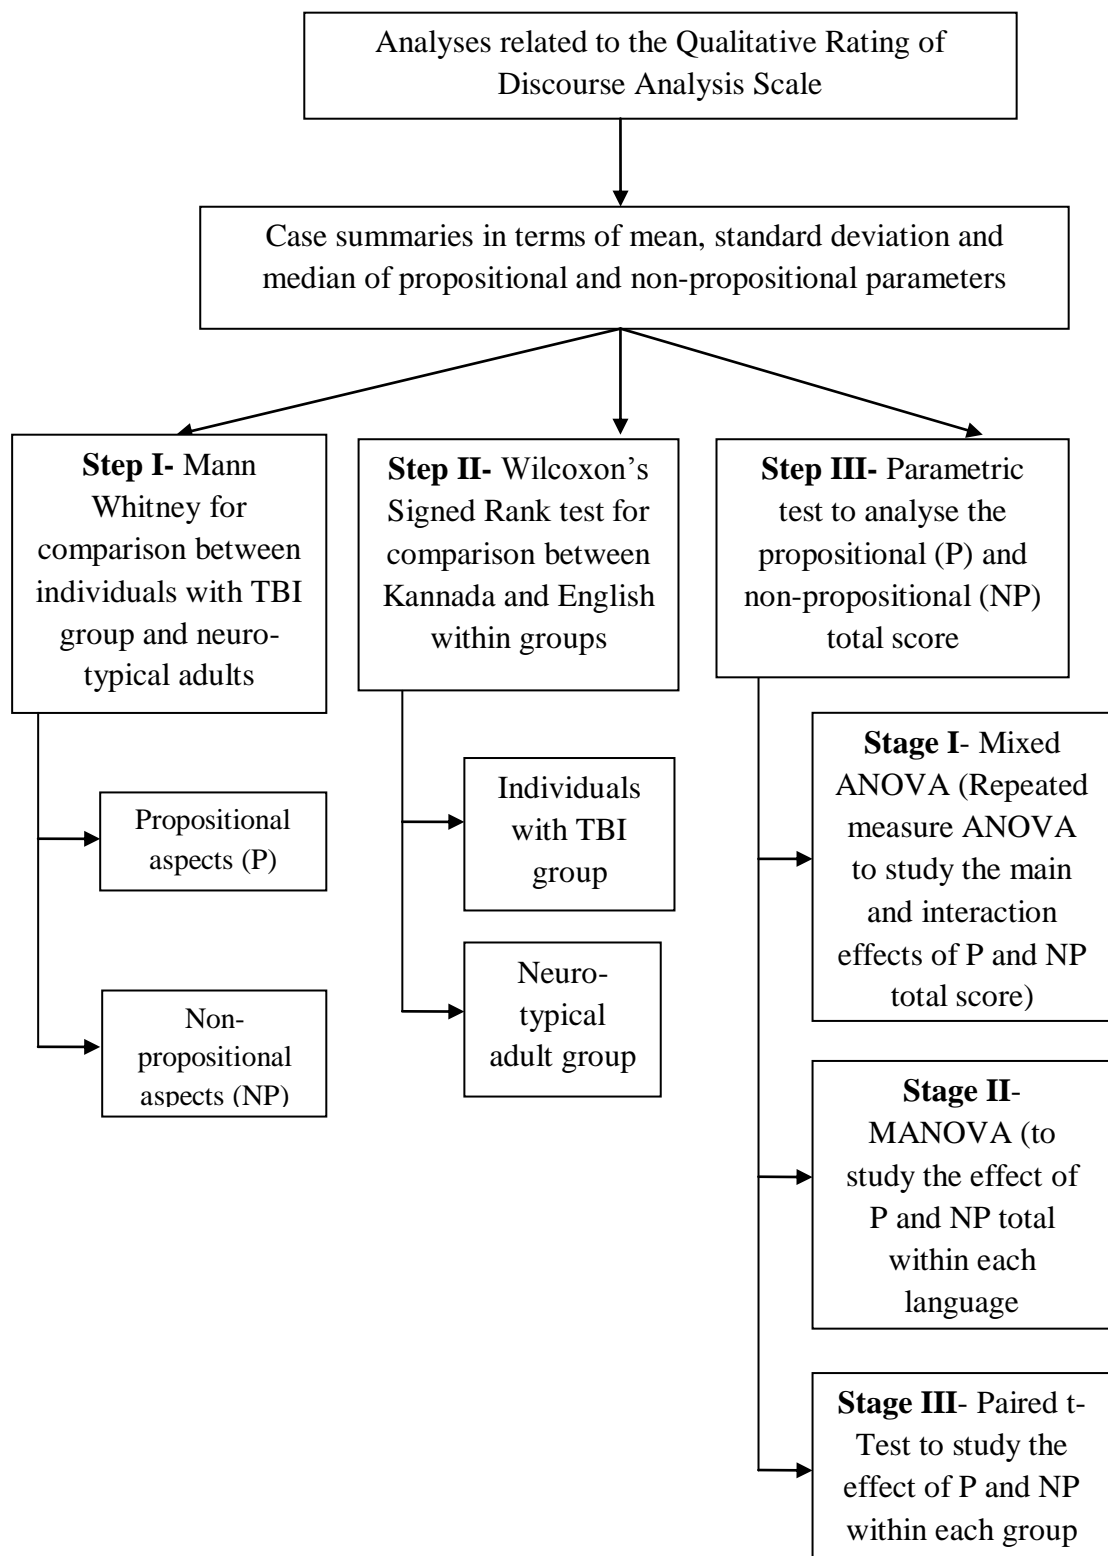 Analyses related to the Qualitative Rating of
Discourse Analysis Scale
Case summaries in terms of mean, standard deviation and
median of propositional and non-propositional parameters
Step I- Mann
Whitney for
comparison between
individuals with TBI
group and neuro-
typical adults
Propositional
aspects (P)
Non-
propositional
aspects (NP)
Step II- Wilcoxon’s
Signed Rank test for
comparison between
Kannada and English
within groups
Individuals
with TBI
group
Neuro-
typical
adult group
Step III- Parametric
test to analyse the
propositional (P) and
non-propositional (NP)
total score
Stage I- Mixed
ANOVA (Repeated
measure ANOVA
to study the main
and interaction
effects of P and NP
total score)
Stage II-
MANOVA (to
study the effect of
P and NP total
within each
language
Stage III- Paired t-
Test to study the
effect of P and NP
within each group